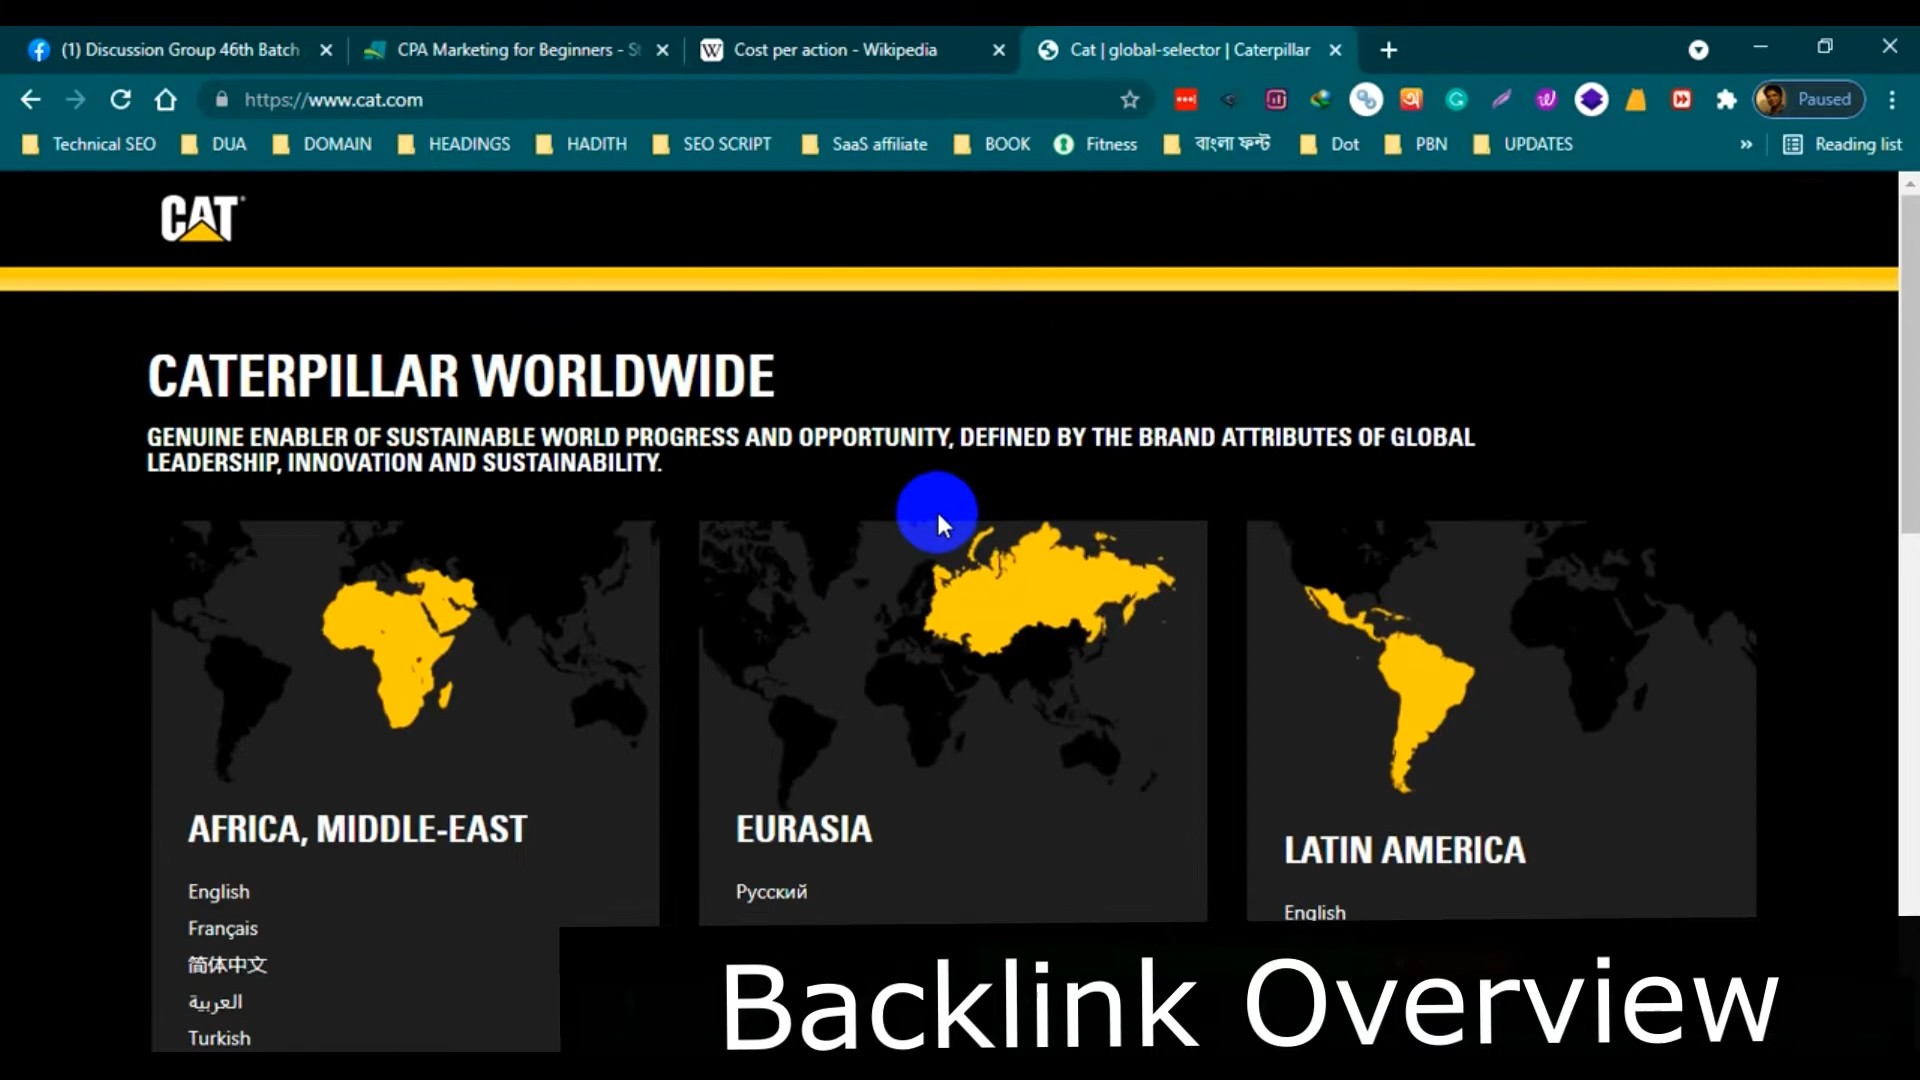 (1) Discussion Group 46th Batch
CPA Marketing for Beginners - St
Cost per action - Wikipedia
Cat | global-selector | Caterpillar
https://www.cat.com
Paused
Technical SEO
DUA
DOMAIN
HEADINGS
HADITH
SEO SCRIPT
SaaS affiliate
BOOK
Fitness
বাংলা ফন্ট
Dot
PBN
UPDATES
»
Reading list
CAT
CATERPILLAR WORLDWIDE
GENUINE ENABLER OF SUSTAINABLE WORLD PROGRESS AND OPPORTUNITY, DEFINED BY THE BRAND ATTRIBUTES OF GLOBAL
LEADERSHIP, INNOVATION AND SUSTAINABILITY.
AFRICA, MIDDLE-EAST
English
Français
简体中文
العربية
Turkish
EURASIA
Русский
LATIN AMERICA
English
Backlink Overview